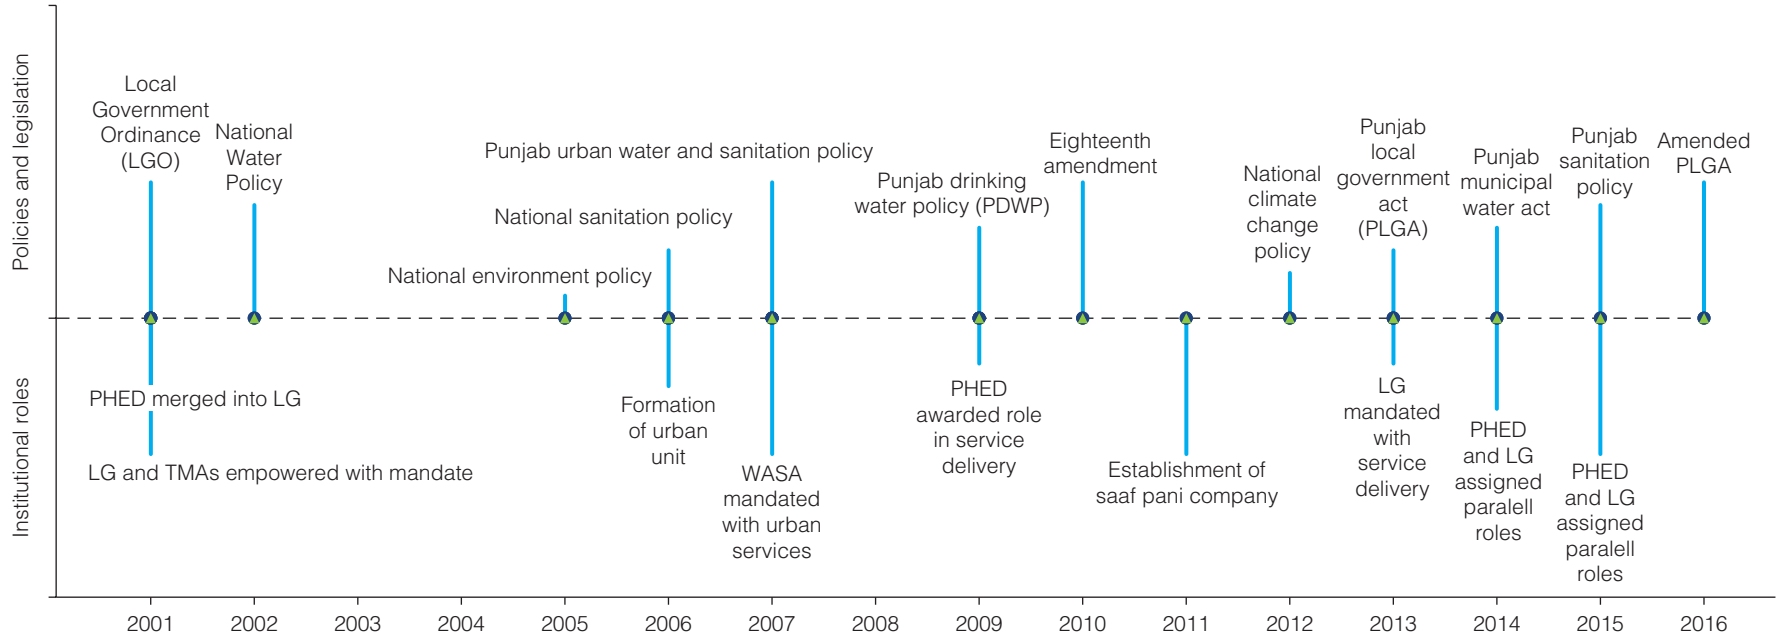 Policies and legislation
Local
Government
Ordinance
(LGO)
National
Water
Policy
National environment policy
National sanitation policy
Punjab urban water and sanitation policy
Punjab drinking
water policy (PDWP)
Eighteenth
amendment
National
climate
change
policy
Punjab
local
government
act
(PLGA)
Punjab
municipal
water act
Punjab
sanitation
policy
Amended
PLGA
Institutional roles
PHED merged into LG
LG and TMAs empowered with mandate
Formation
of urban
unit
WASA
mandated
with urban
services
PHED
awarded role
in service
delivery
Establishment of
saaf pani company
LG
mandated
with
service
delivery
PHED
and LG
assigned
paralell
roles
PHED
and LG
assigned
paralell
roles
2001 2002 2003 2004 2005 2006 2007 2008 2009 2010 2011 2012 2013 2014 2015 2016